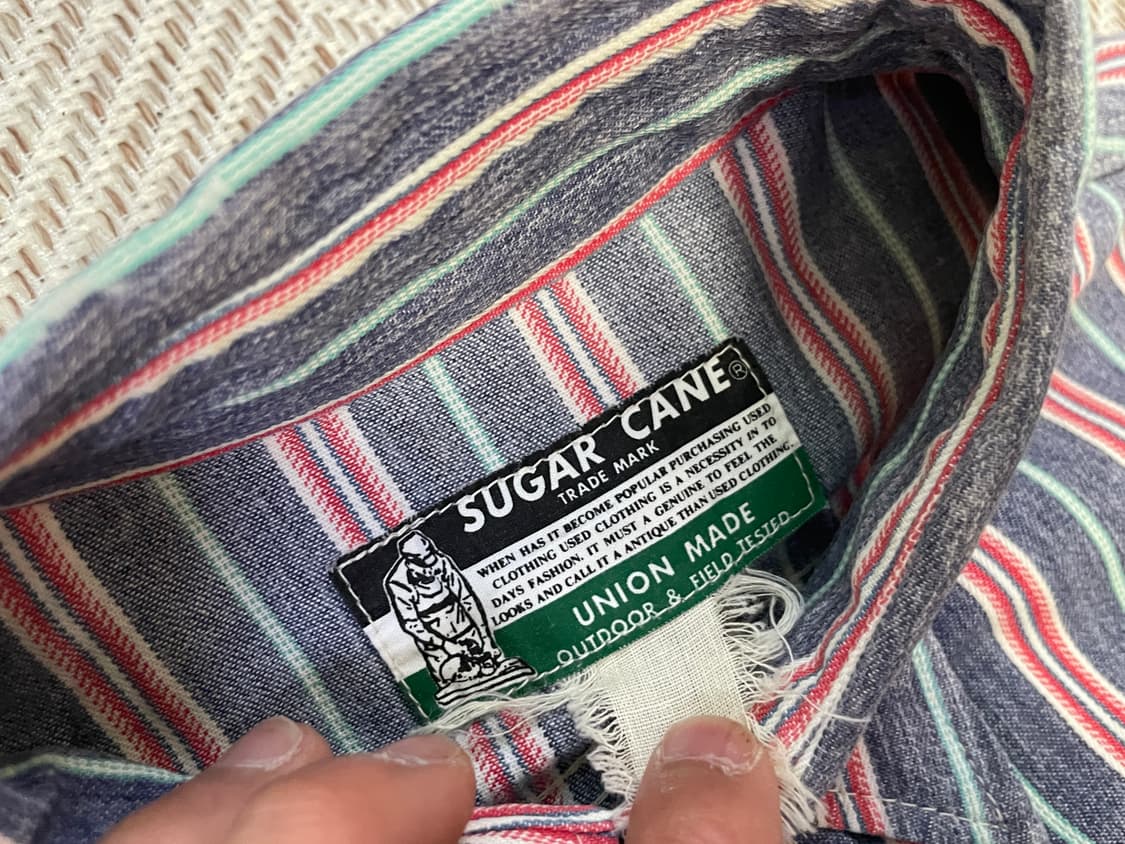 SUGAR CANE®
TRADE MARK
WHEN HAS IT BECOME POPULAR PURCHASING USED
CLOTHING USED CLOTHING IS A NECESSITY IN TO
DAYS FASHION. IT MUST A GENUINE TO FEEL THE
LOOKS AND CALL IT A ANTIQUE THAN USED CLOTHING.
UNION MADE
OUTDOOR & FIELD TESTED